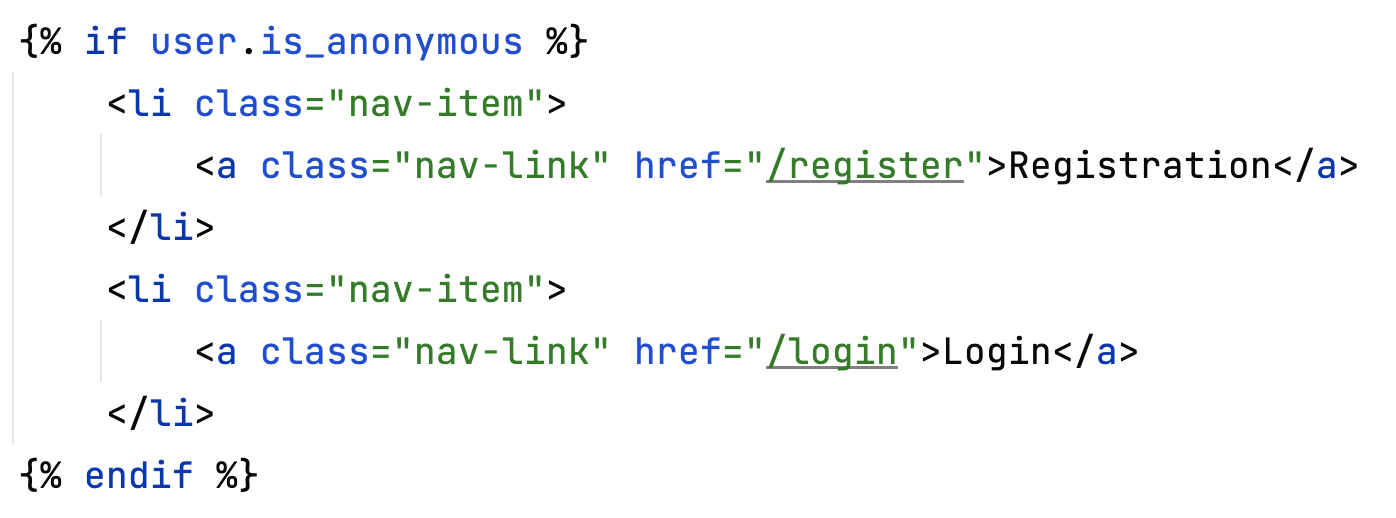 {% if user.is_anonymous %}
    <li class="nav-item">
        <a class="nav-link" href="/register">Registration</a>
    </li>
    <li class="nav-item">
        <a class="nav-link" href="/login">Login</a>
    </li>
{% endif %}